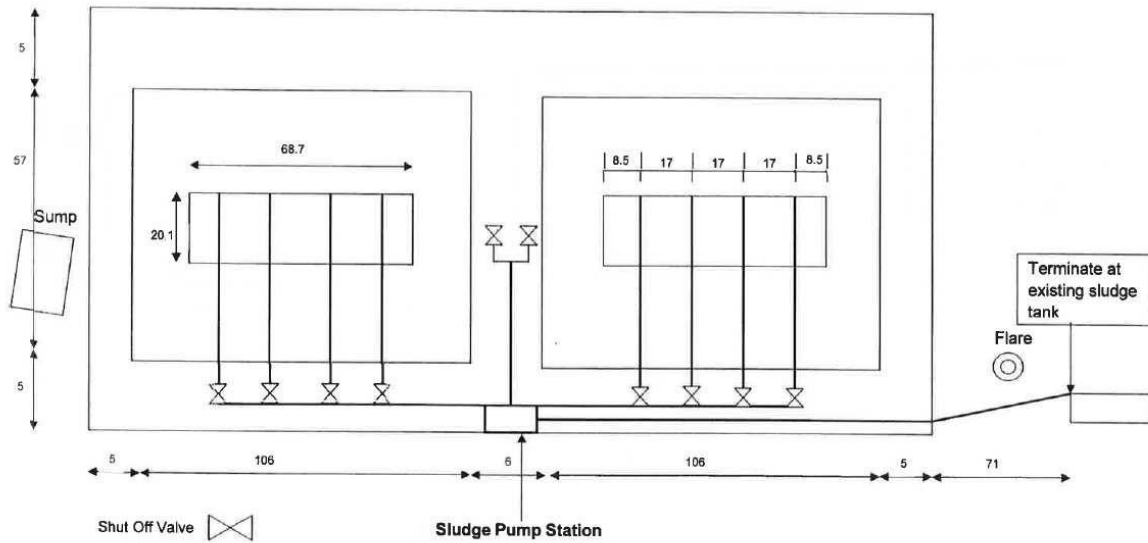 5
57
5
Sump
68.7
20.1
8.5 17 17 17 8.5
Terminate at
existing sludge
tank
Flare
5 106 6 106 5 71
Shut Off Valve
Sludge Pump Station